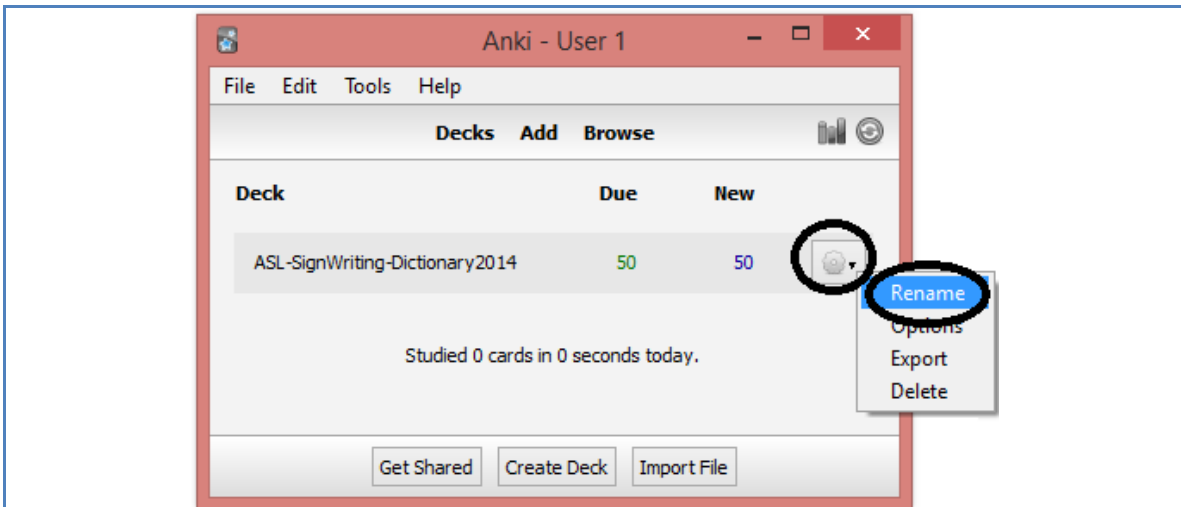 Anki - User 1
File Edit Tools Help
Decks Add Browse
Deck Due New
ASL-SignWriting-Dictionary2014 50 50
Rename
Options
Studied 0 cards in 0 seconds today.
Export
Delete
Get Shared Create Deck Import File